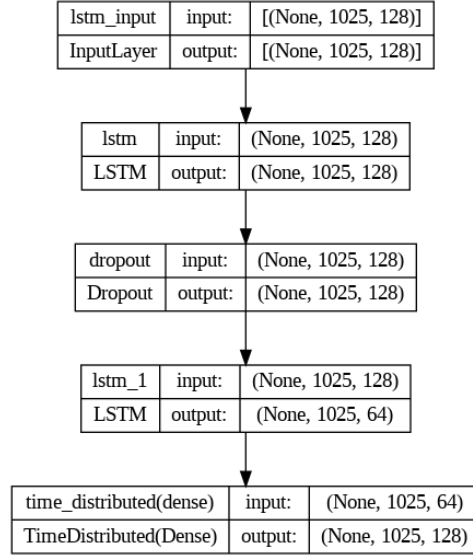 lstm_input input: [(None, 1025, 128)]
InputLayer output: [(None, 1025, 128)]
lstm input: (None, 1025, 128)
LSTM output: (None, 1025, 128)
dropout input: (None, 1025, 128)
Dropout output: (None, 1025, 128)
lstm_1 input: (None, 1025, 128)
LSTM output: (None, 1025, 64)
time_distributed(dense) input: (None, 1025, 64)
TimeDistributed(Dense) output: (None, 1025, 128)